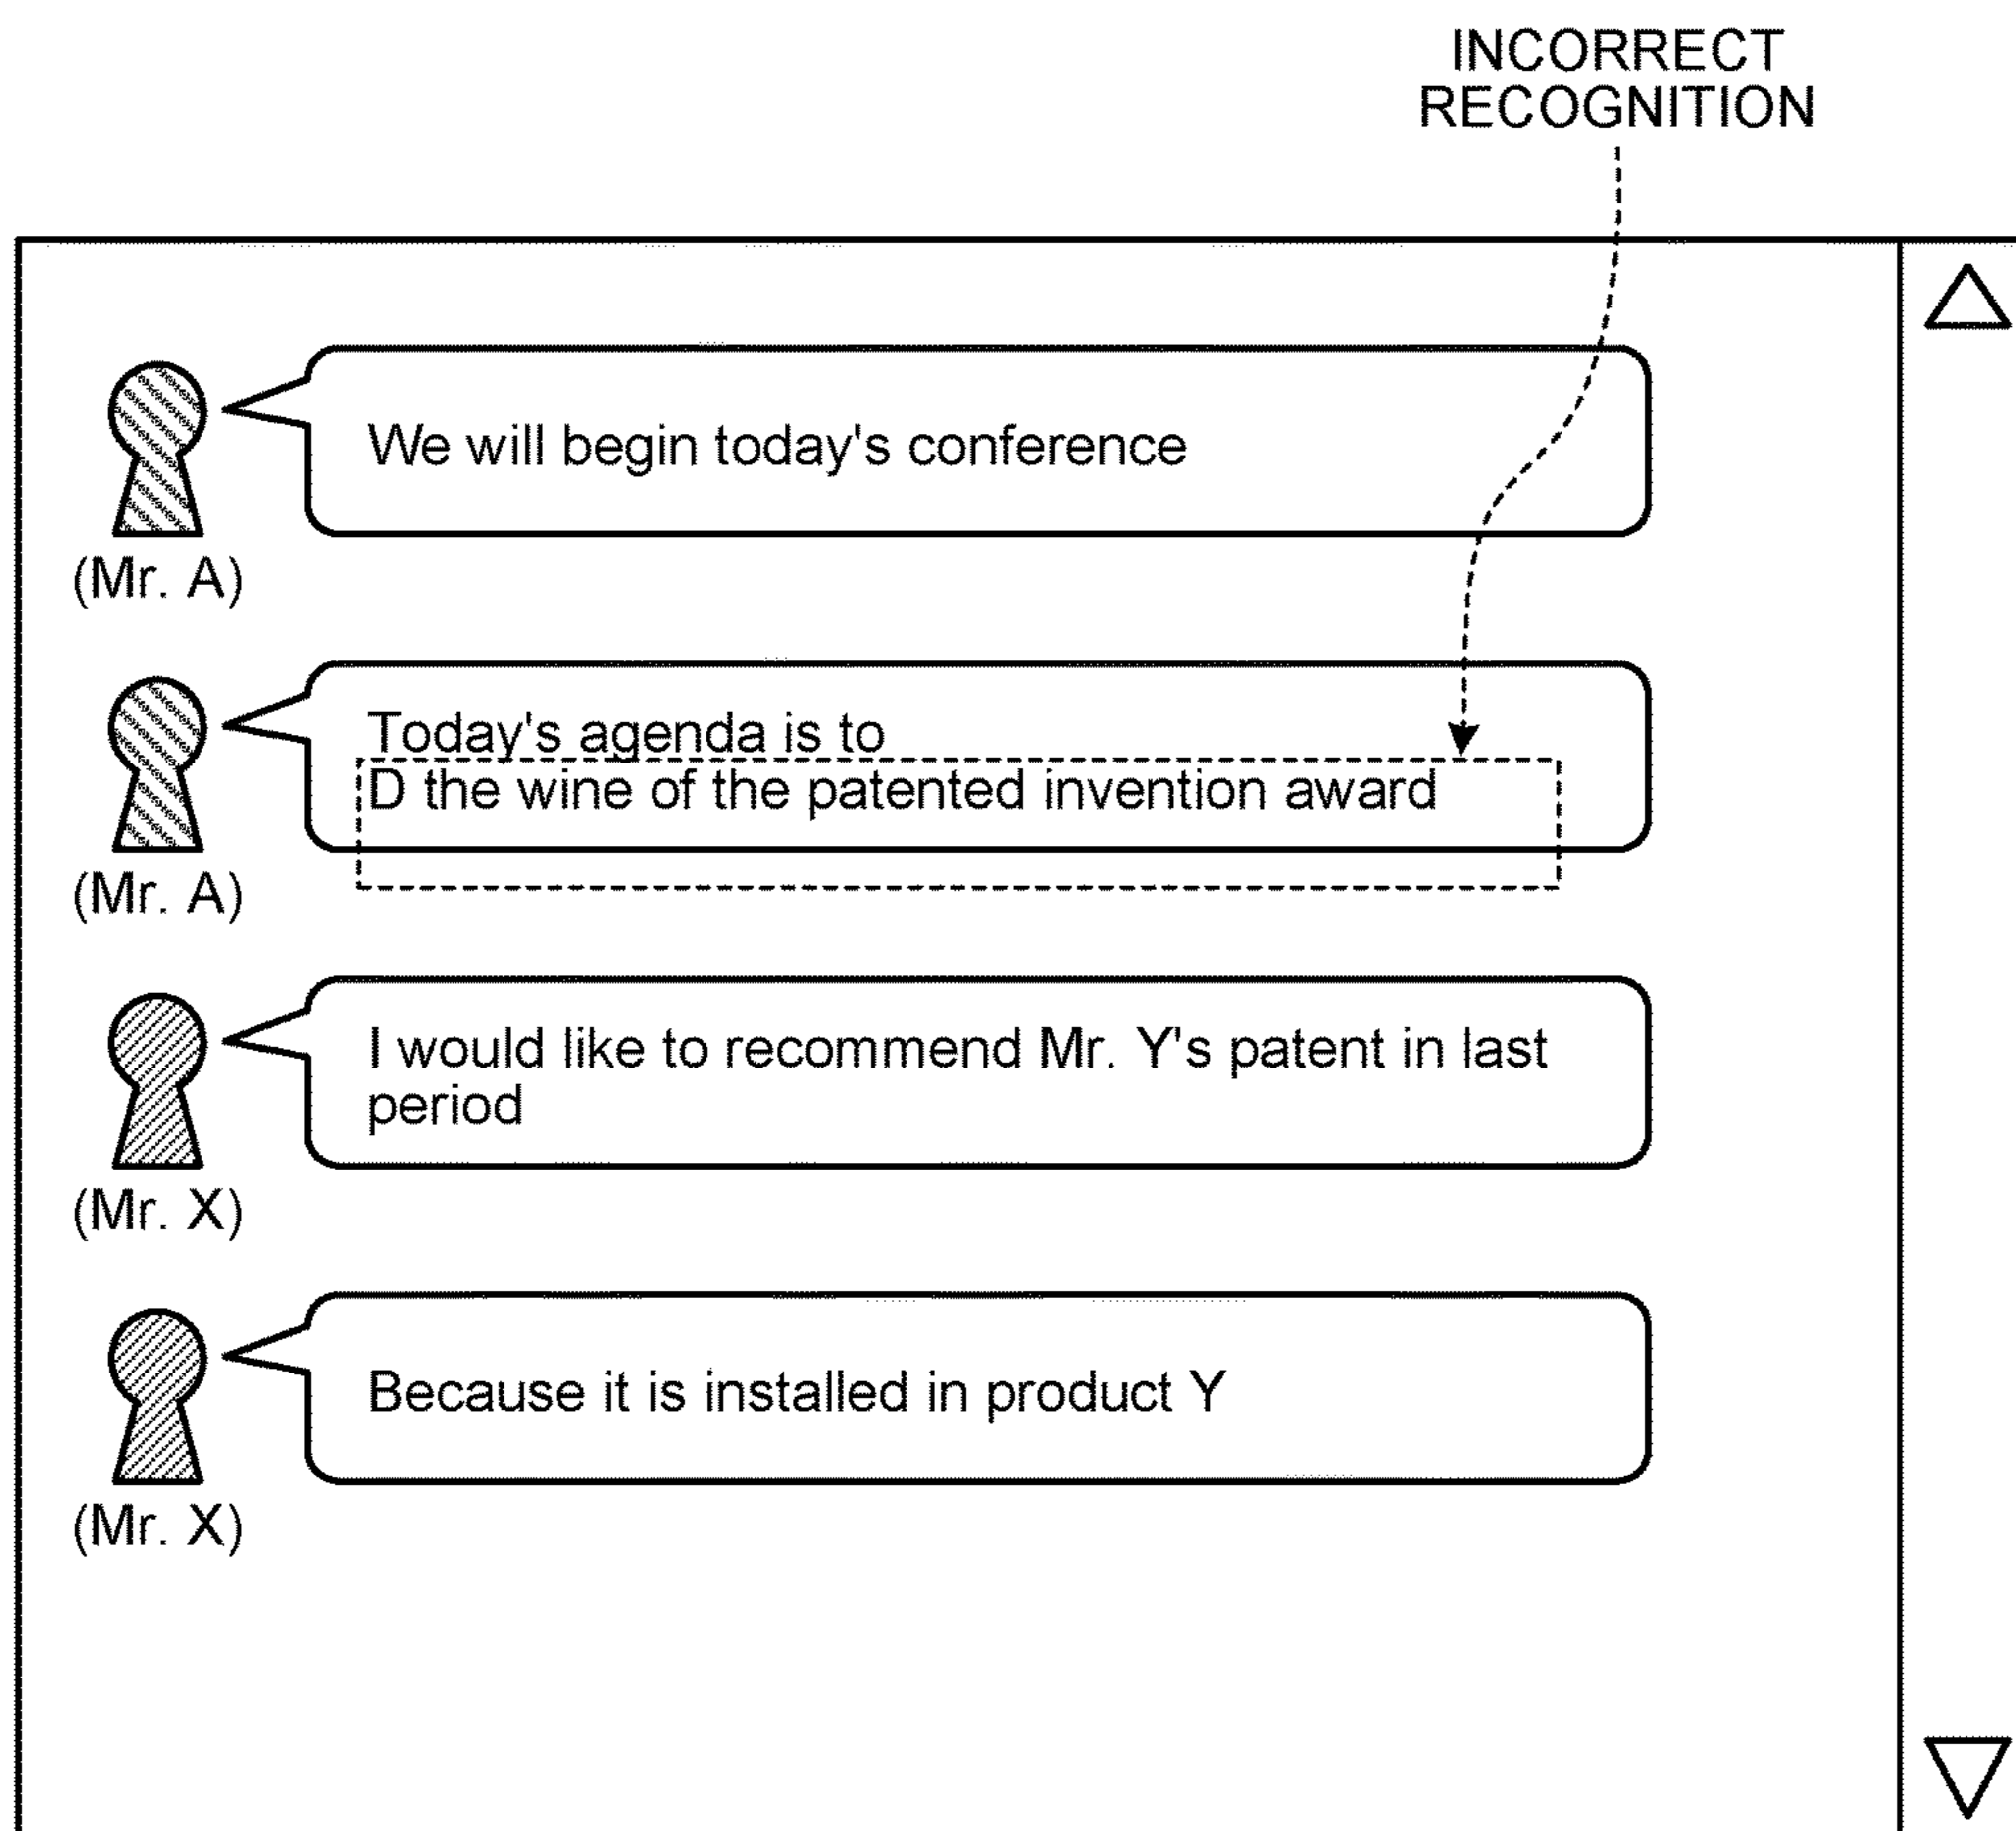 INCORRECT
RECOGNITION
We will begin today's conference
(Mr. A)
Today's agenda is to
D the wine of the patented invention award
(Mr. A)
I would like to recommend Mr. Y's patent in last
period
(Mr. X)
Because it is installed in product Y
(Mr. X)